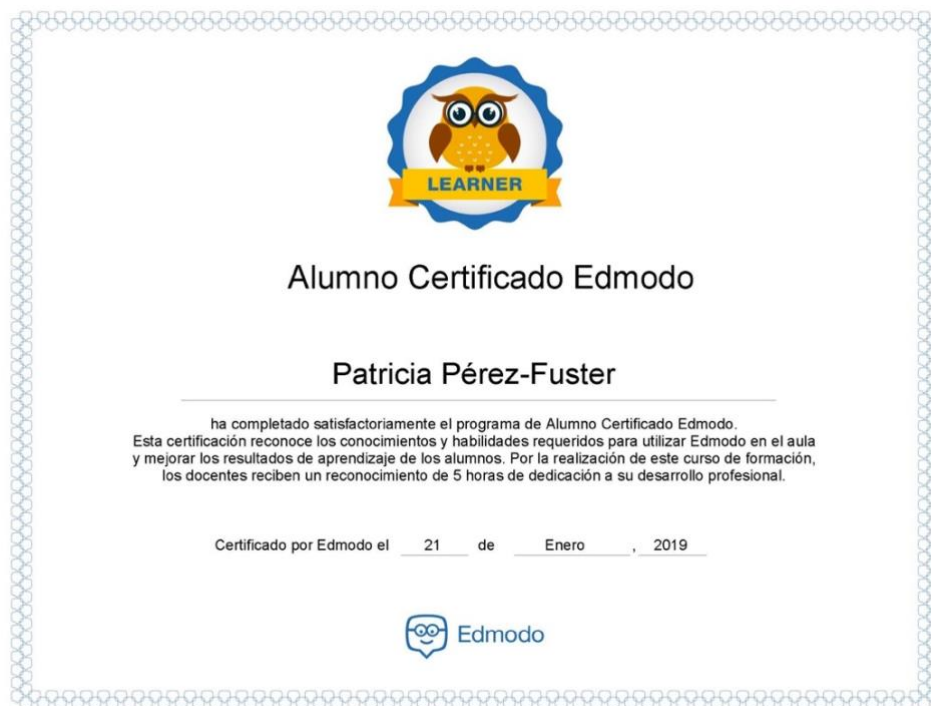 LEARNER
Alumno Certificado Edmodo
Patricia Pérez-Fuster
ha completado satisfactoriamente el programa de Alumno Certificado Edmodo.
Esta certificación reconoce los conocimientos y habilidades requeridos para utilizar Edmodo en el aula
y mejorar los resultados de aprendizaje de los alumnos. Por la realización de este curso de formación,
los docentes reciben un reconocimiento de 5 horas de dedicación a su desarrollo profesional.
Certificado por Edmodo el 21 de Enero , 2019
Edmodo